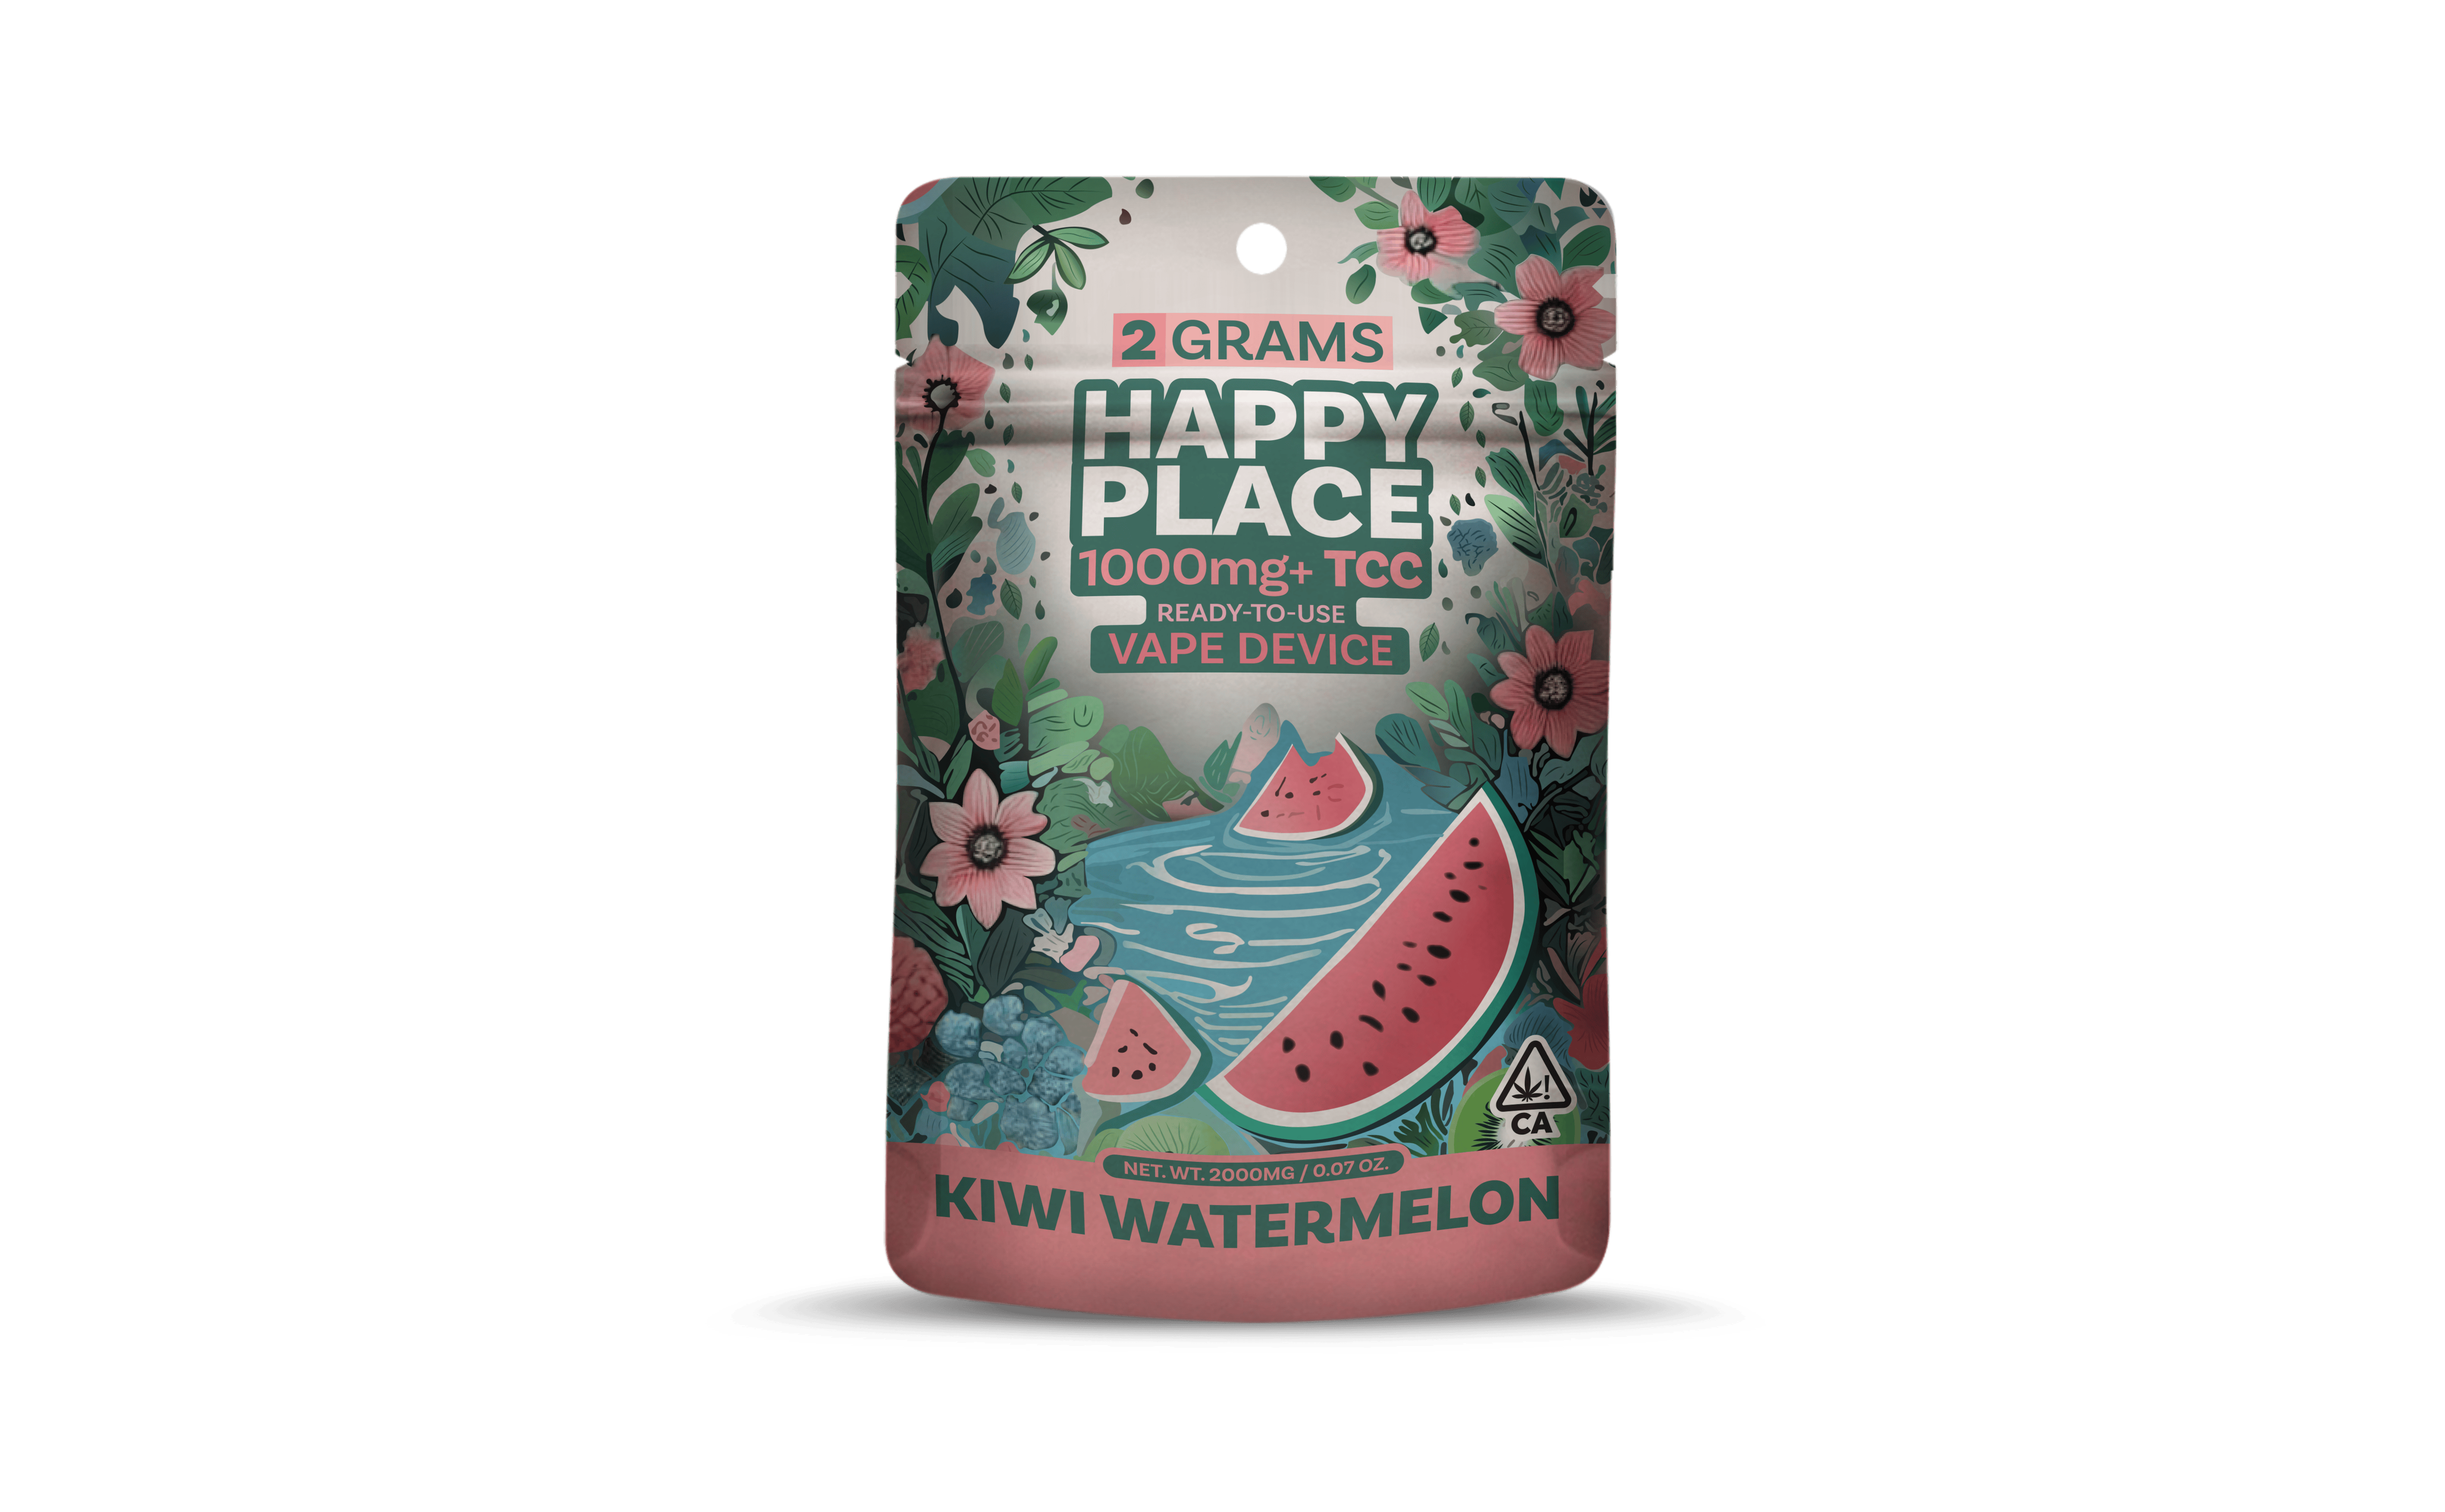 2 GRAMS
HAPPY
PLACE
1000mg+ TCC
READY-TO-USE
VAPE DEVICE
!
CA
NET. WT. 2000MG / 0.07 OZ.
KIWI WATERMELON